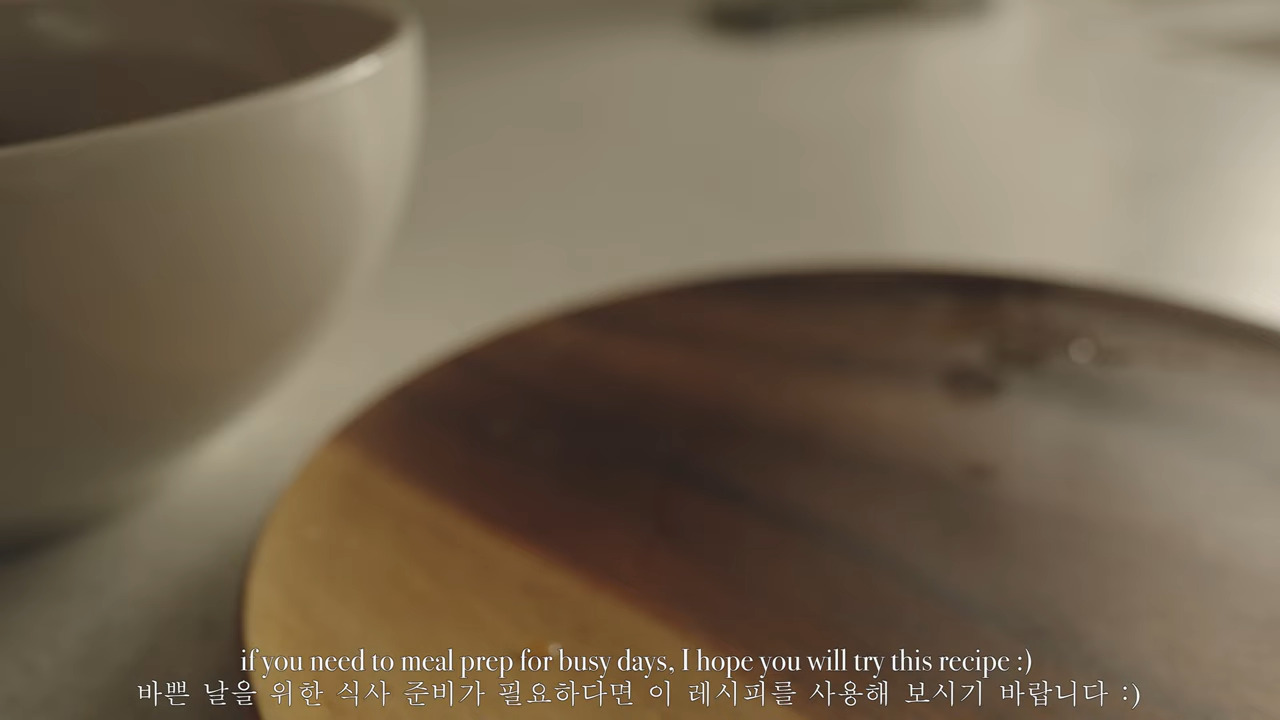 if you need to meal prep for busy days, I hope you will try this recipe :)
바쁜 날을 위한 식사 준비가 필요하다면 이 레시피를 사용해 보시기 바랍니다 :)